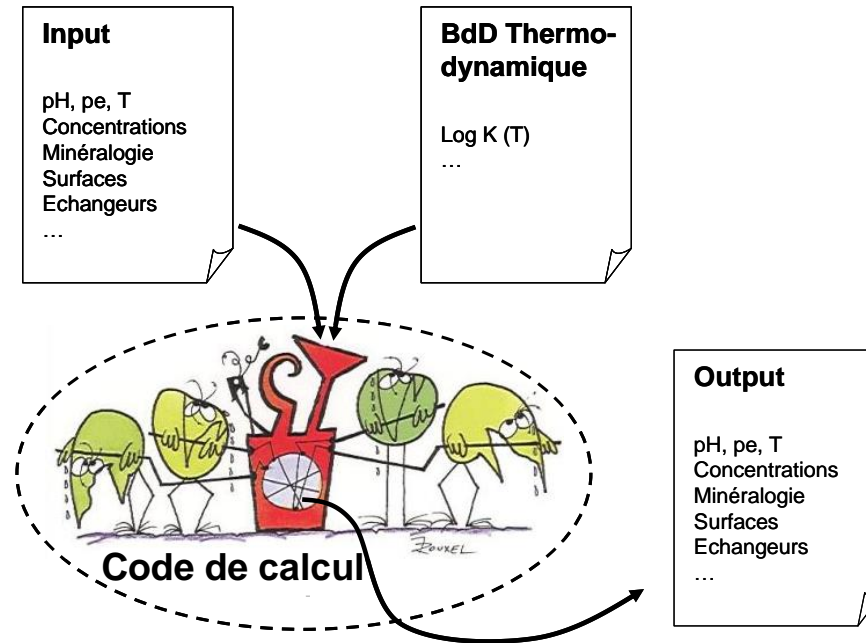 Input
pH, pe, T
Concentrations
Minéralogie
Surfaces
Echangeurs
…
BdD Thermo-
dynamique
Log K (T)
…
Code de calcul
ROUXEL
Output
pH, pe, T
Concentrations
Minéralogie
Surfaces
Echangeurs
…